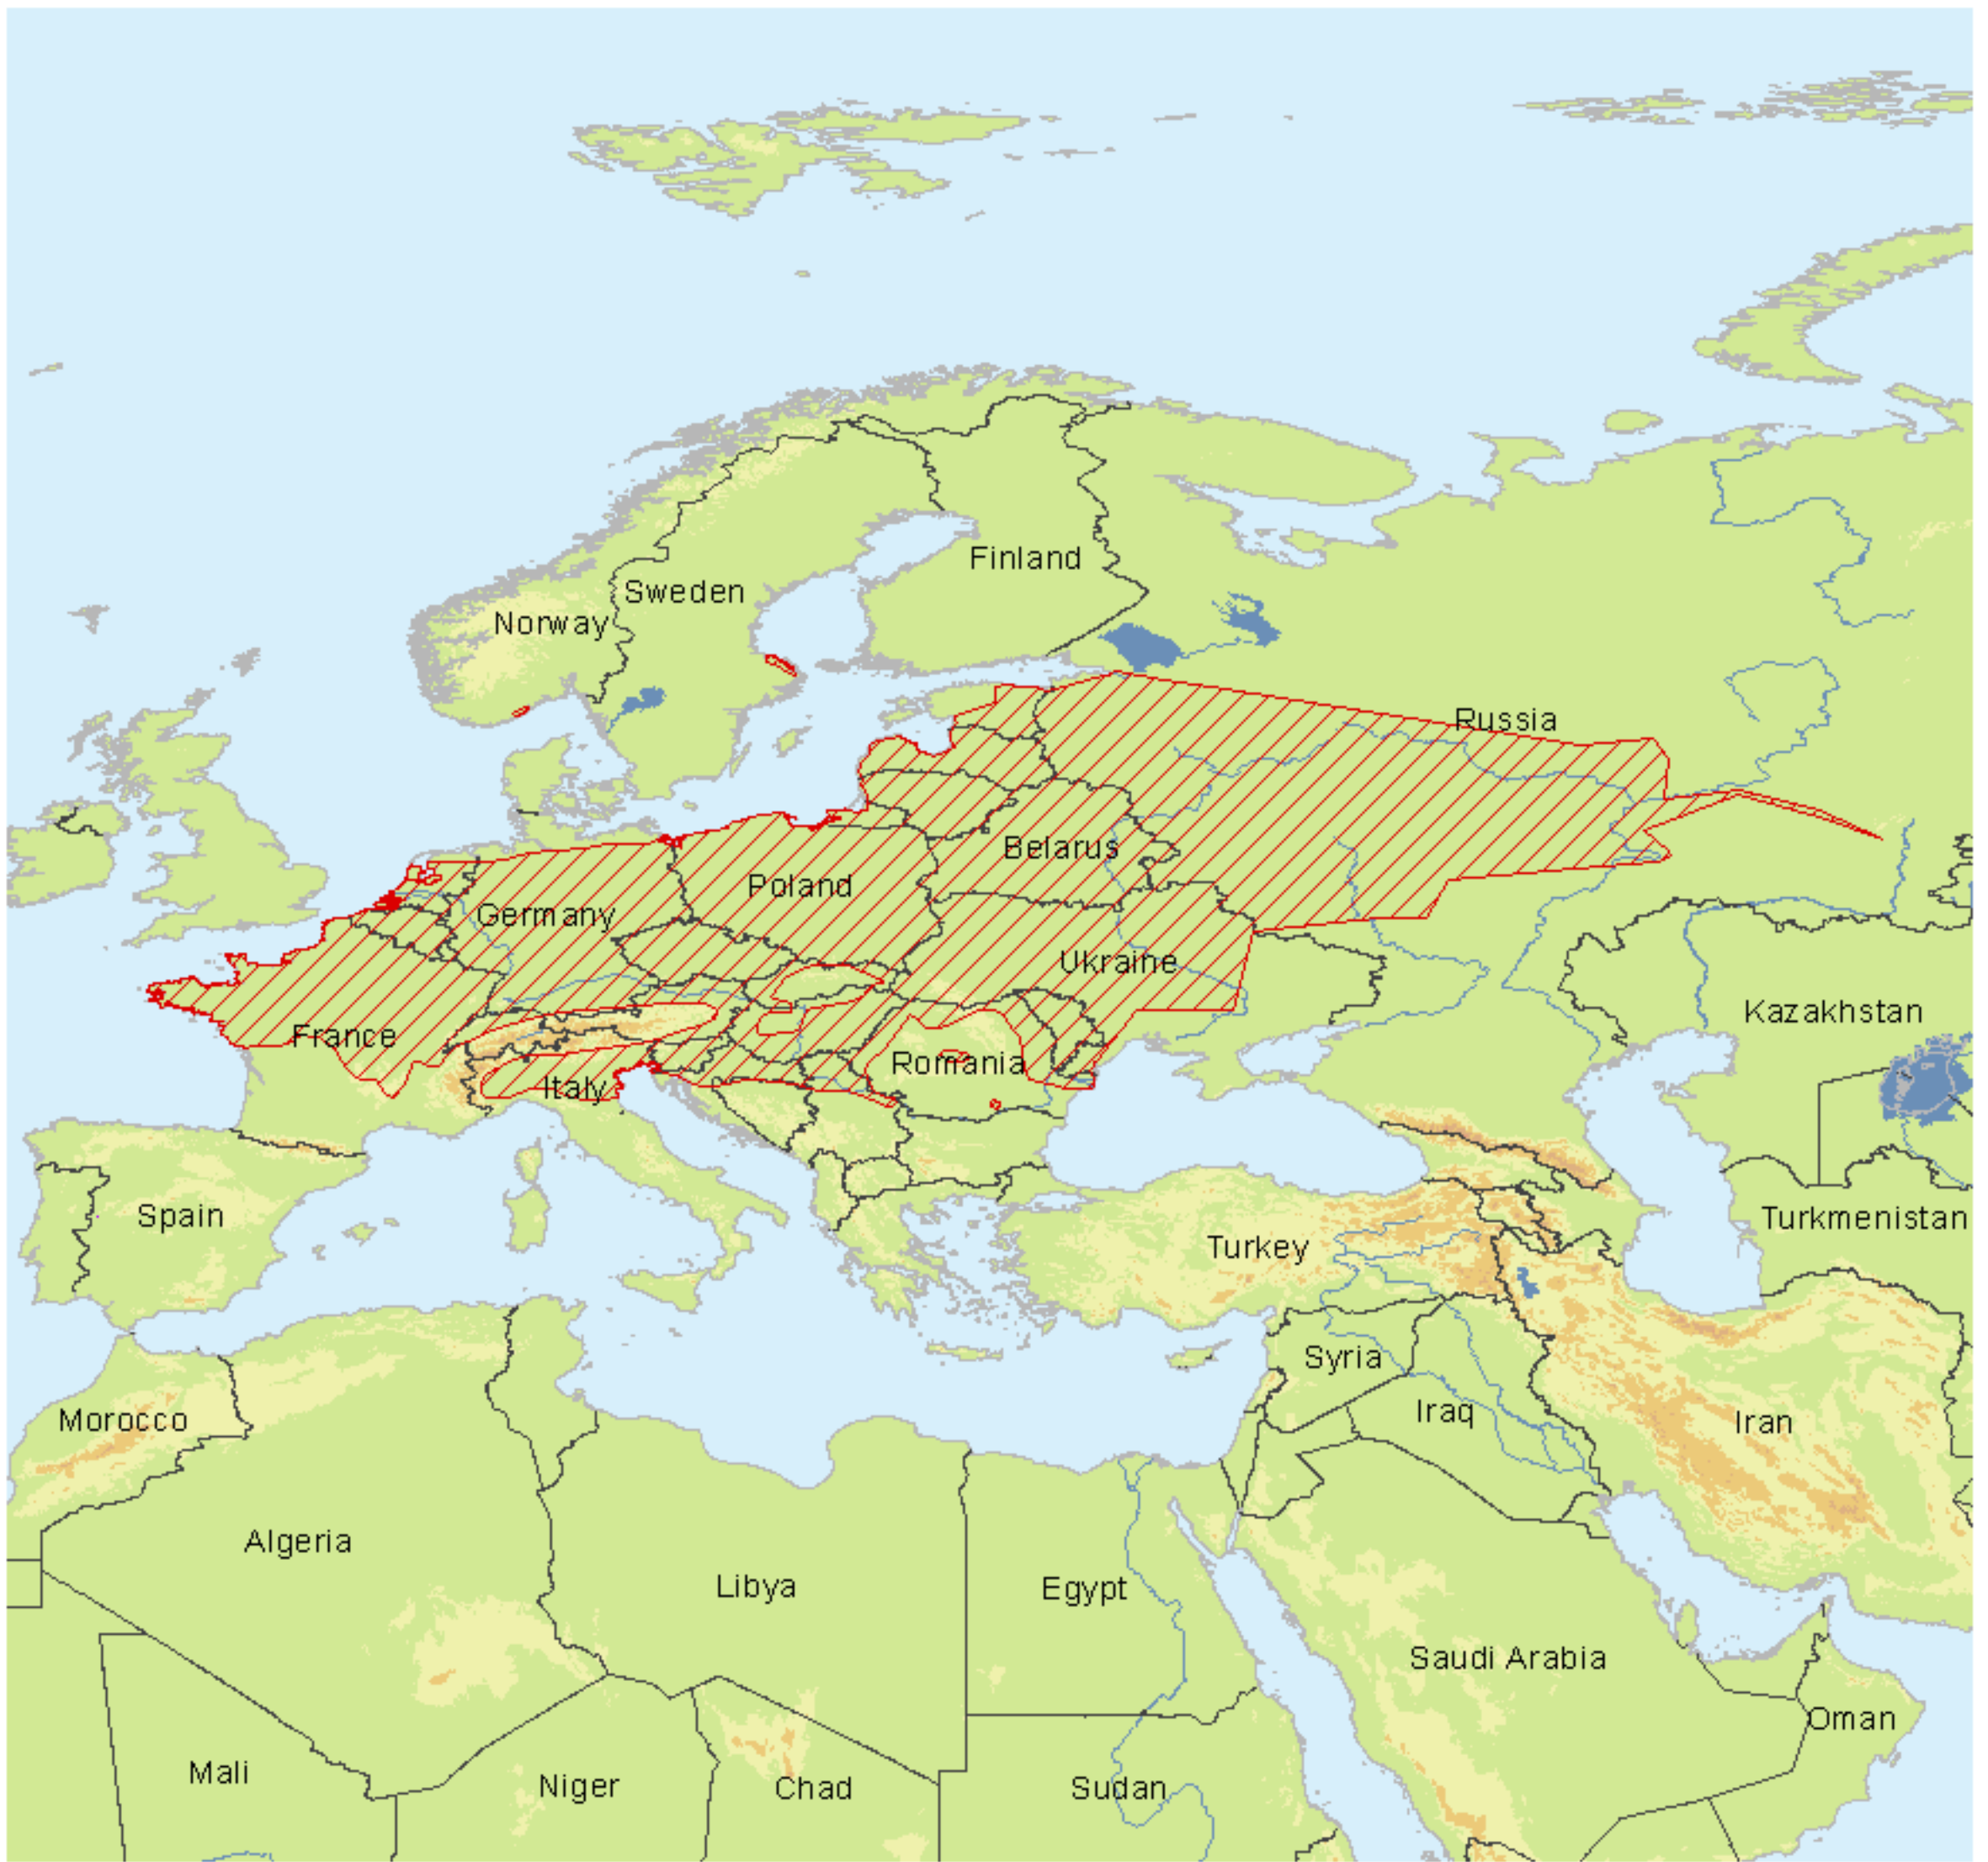 Finland
Sweden
Norway
Russia
Belarus
Poland
Germany
Ukraine
Kazakhstan
France
Romania
Italy
Spain
Turkmenistan
Turkey
Syria
Iraq
Morocco
Iran
Algeria
Libya
Egypt
Saudi Arabia
Oman
Mali
Niger
Chad
Sudan